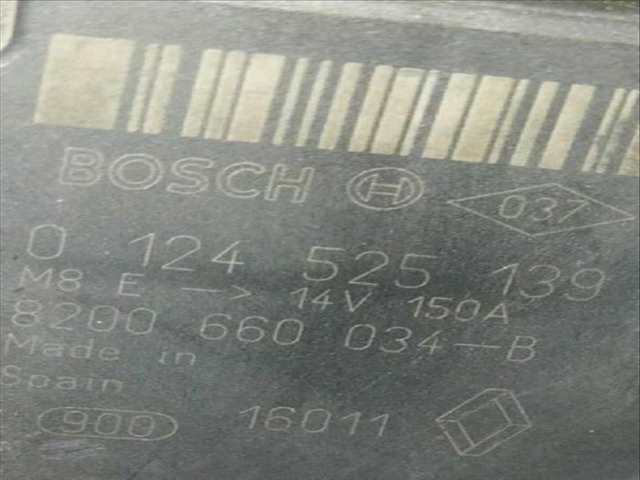 BOSCH
037
0 124 525 139
M8 E -> 14V 150A
8200 660 034-B
Made in
Spain
900 16011